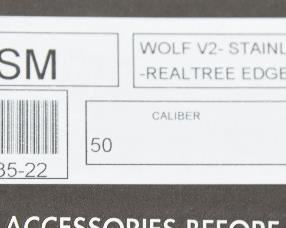 SM
WOLF V2- STAINL
-REALTREE EDGE
CALIBER
50
35-22
ACCESSORIES BEFORE